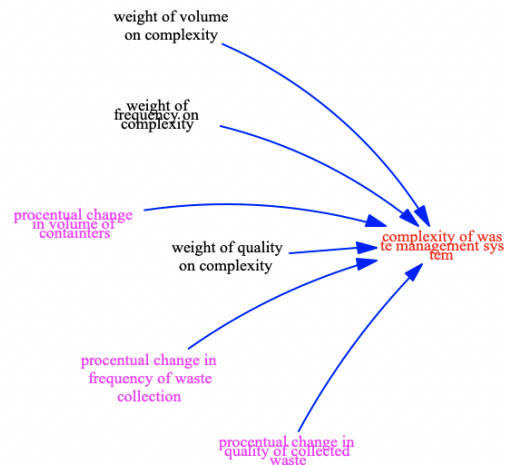 weight of volume
on complexity
weight of
frequency on
complexity
procentual change
in volume of
containers
weight of quality
on complexity
complexity of was
te management sys
tem
procentual change in
frequency of waste
collection
procentual change in
quality of collected
waste